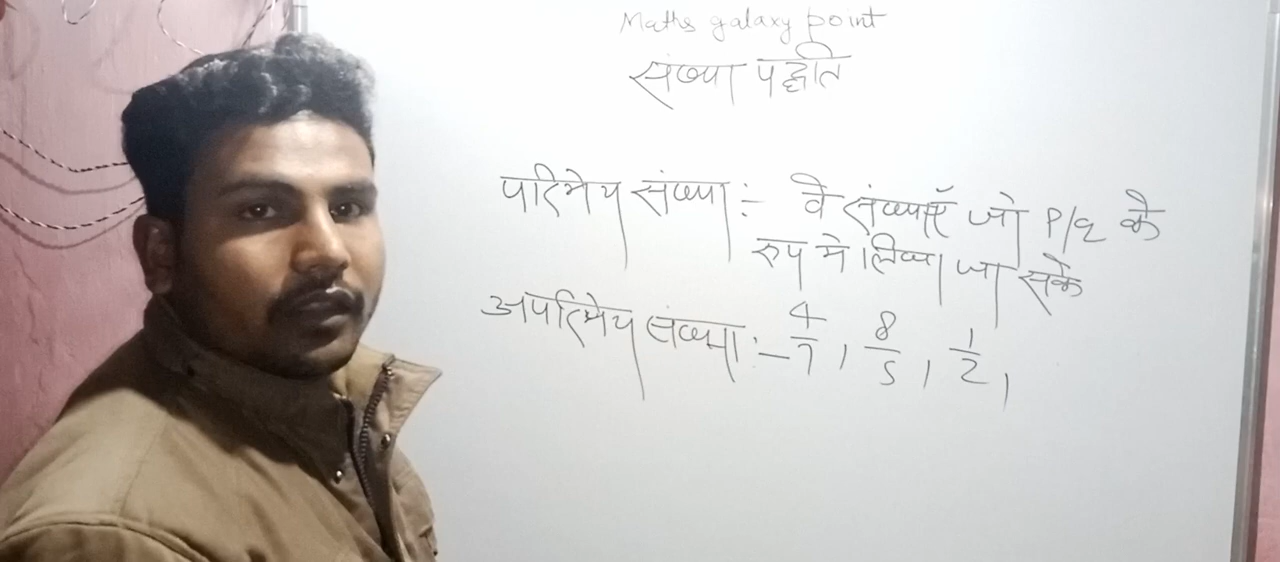 Maths galaxy point
संख्या पद्धति
परिमेय संख्या :- वे संख्याएँ जो P/q के
रुप मे लिखा जा सके
अपरिमेय संख्या :- 4/7, 8/5, 1/2,